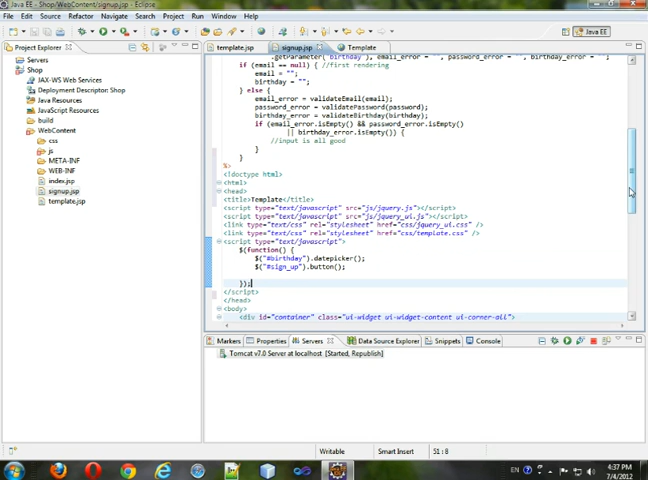 Java EE - Shop/WebContent/signup.jsp - Eclipse
File Edit Source Refactor Navigate Search Project Run Window Help
Java EE
Project Explorer
Servers
Shop
JAX-WS Web Services
Deployment Descriptor: Shop
Java Resources
JavaScript Resources
build
WebContent
css
js
META-INF
WEB-INF
index.jsp
signup.jsp
template.jsp
template.jsp signup.jsp Template
.getParameter("birthday"), email_error = "", password_error = "", birthday_error = "";
if (email == null) { //first rendering
email = "";
birthday = "";
} else {
email_error = validateEmail(email);
password_error = validatePassword(password);
birthday_error = validateBirthday(birthday);
if (email_error.isEmpty() && password_error.isEmpty()
|| birthday_error.isEmpty()) {
//input is all good
}
}
%>
<!doctype html>
<html>
<head>
<title>Template</title>
<script type="text/javascript" src="js/jquery.js"></script>
<script type="text/javascript" src="js/jquery_ui.js"></script>
<link type="text/css" rel="stylesheet" href="css/jquery_ui.css" />
<link type="text/css" rel="stylesheet" href="css/template.css" />
<script type="text/javascript">
$(function() {
$("#birthday").datepicker();
$("#sign_up").button();
});
</script>
</head>
<body>
<div id="container" class="ui-widget ui-widget-content ui-corner-all">
Markers Properties Servers Data Source Explorer Snippets Console
Tomcat v7.0 Server at localhost [Started, Republish]
Writable Smart Insert 51 : 8
EN 4:37 PM
7/4/2012